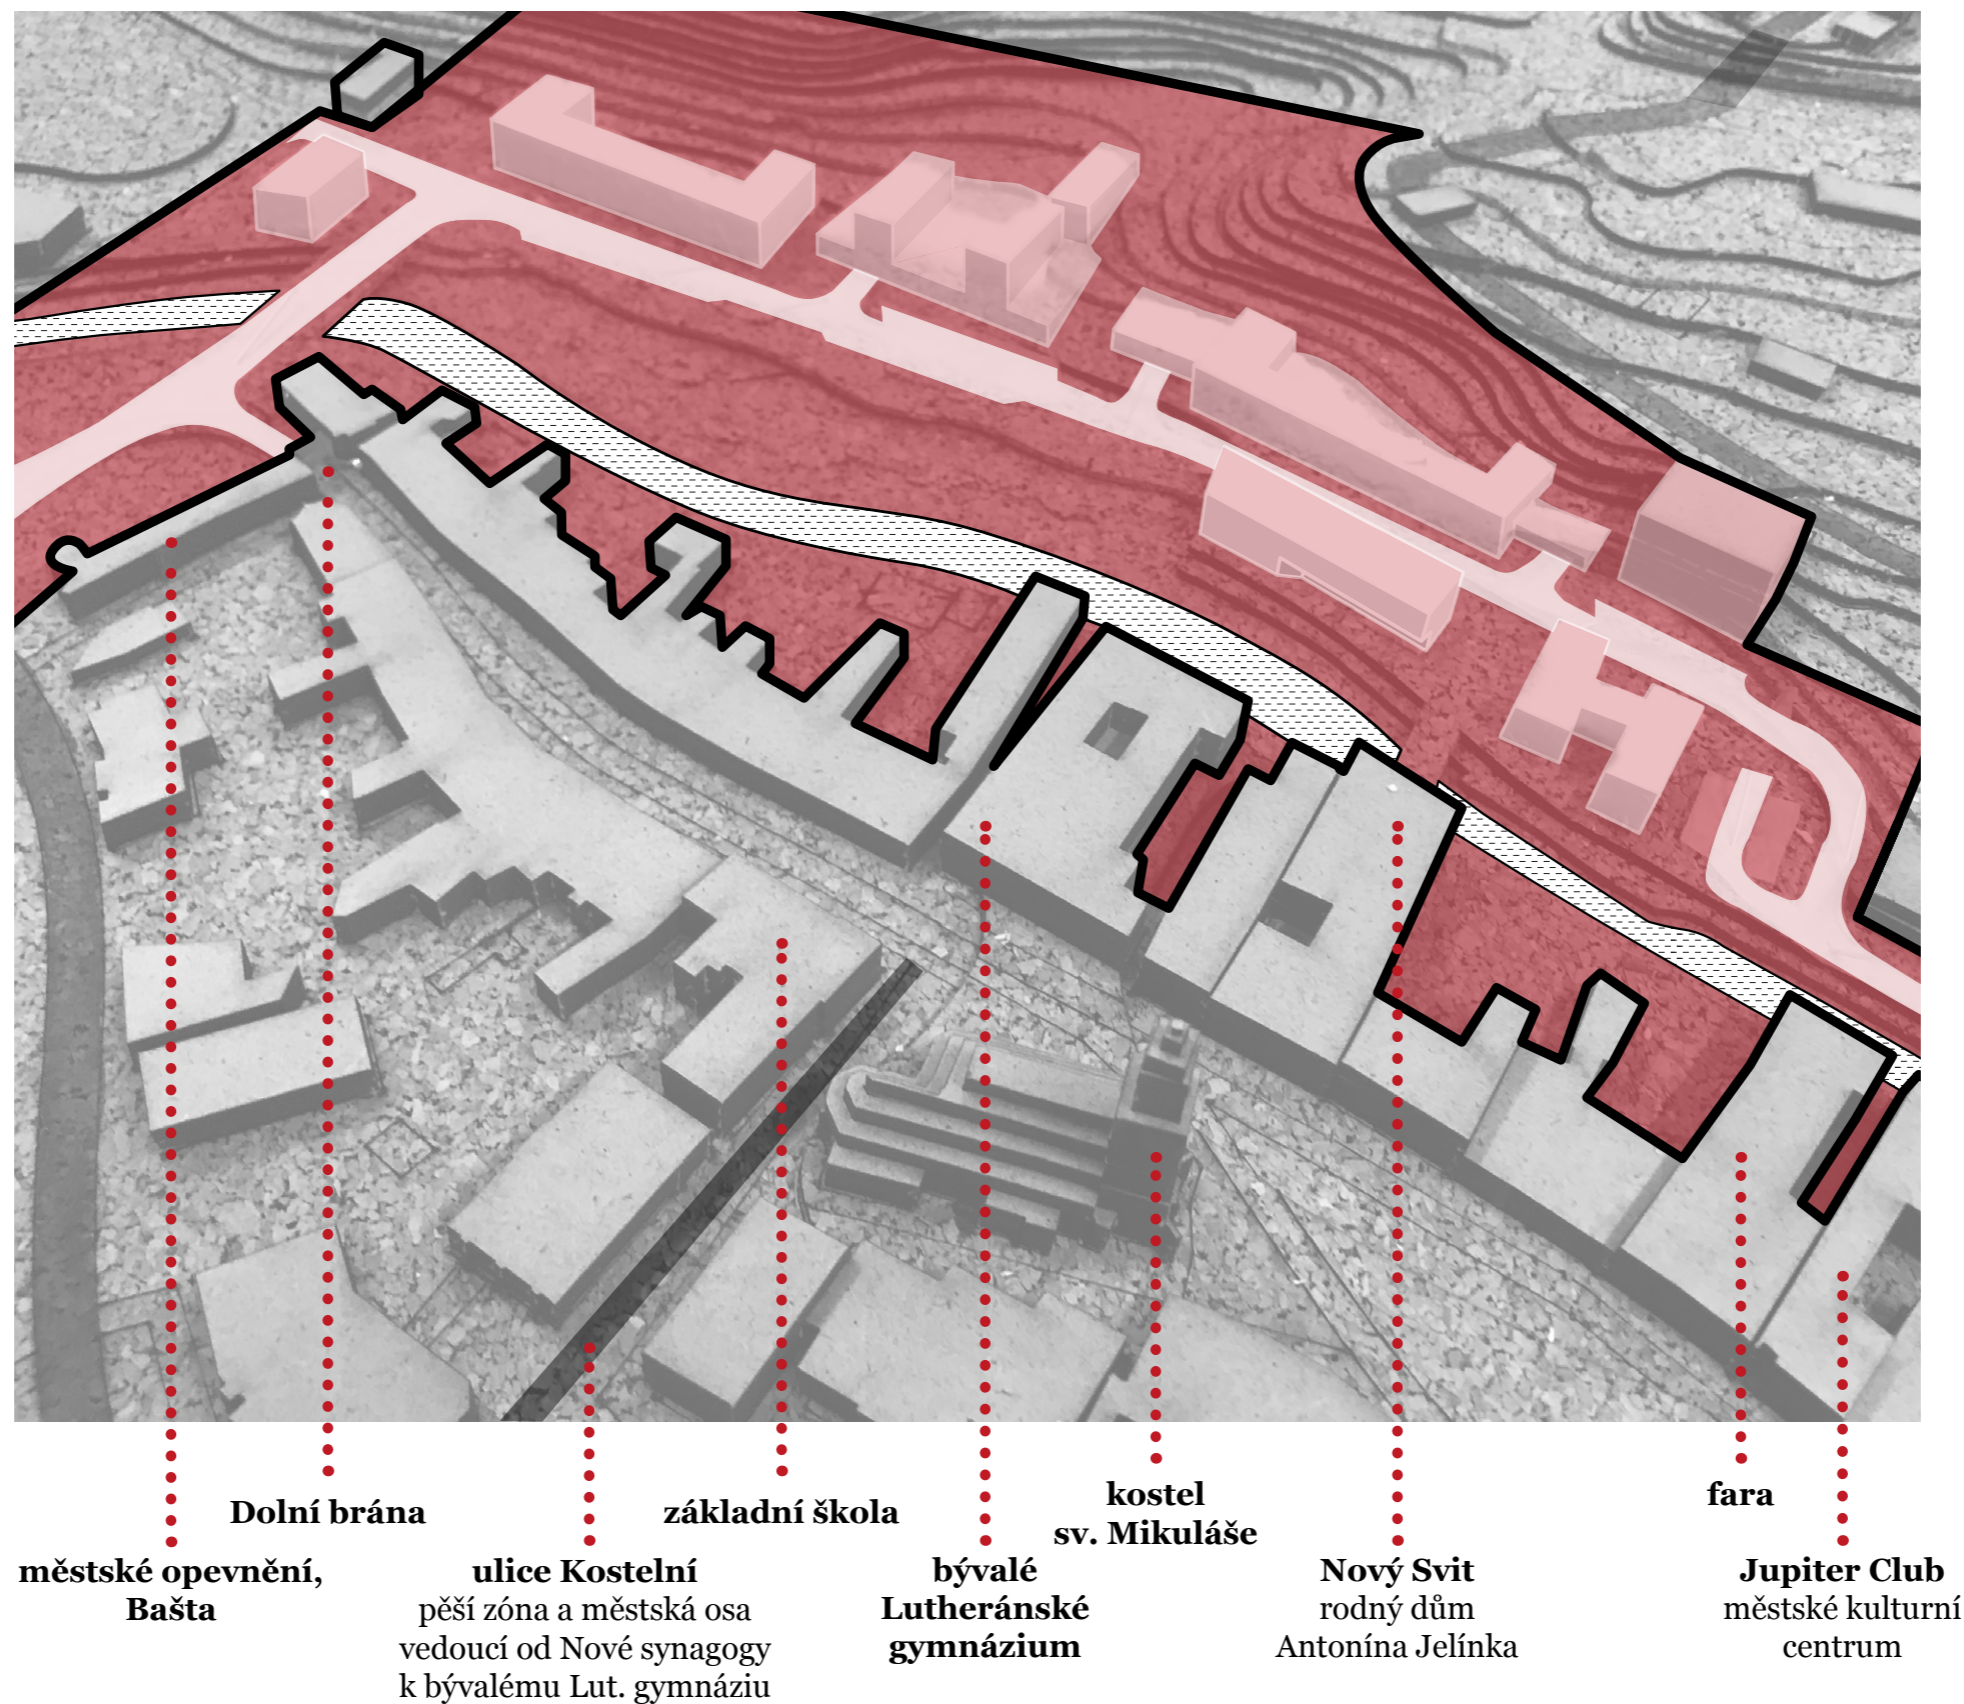 Dolní brána
městské opevnění,
Bašta
ulice Kostelní
pěší zóna a městská osa
vedoucí od Nové synagogy
k bývalému Lut. gymnáziu
základní škola
bývalé
Lutheránské
gymnázium
kostel
sv. Mikuláše
Nový Svit
rodný dům
Antonína Jelínka
fara
Jupiter Club
městské kulturní
centrum